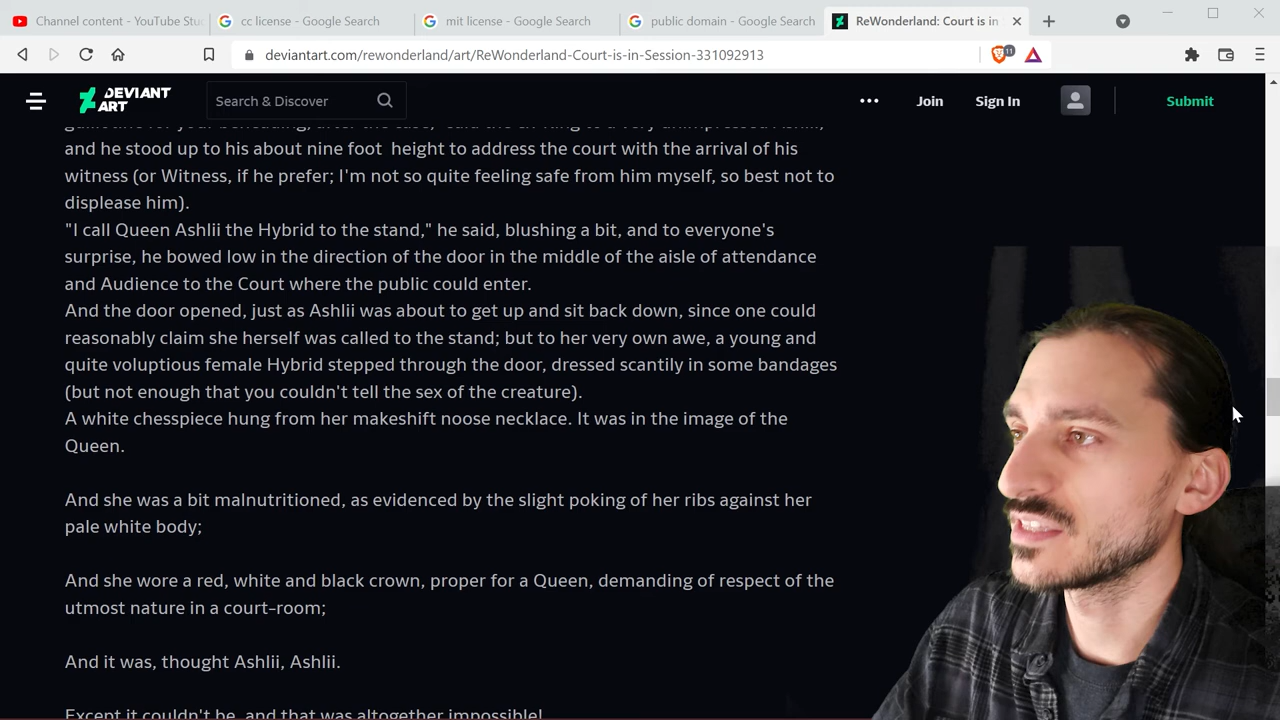 Channel content - YouTube Stu
cc license - Google Search
mit license - Google Search
public domain - Google Search
ReWonderland: Court is in
deviantart.com/rewonderland/art/ReWonderland-Court-is-in-Session-331092913
11
DEVIANT ART
Search & Discover
Join
Sign In
Submit
and he stood up to his about nine foot height to address the court with the arrival of his
witness (or Witness, if he prefer; I'm not so quite feeling safe from him myself, so best not to
displease him).
"I call Queen Ashlii the Hybrid to the stand," he said, blushing a bit, and to everyone's
surprise, he bowed low in the direction of the door in the middle of the aisle of attendance
and Audience to the Court where the public could enter.
And the door opened, just as Ashlii was about to get up and sit back down, since one could
reasonably claim she herself was called to the stand; but to her very own awe, a young and
quite voluptious female Hybrid stepped through the door, dressed scantily in some bandages
(but not enough that you couldn't tell the sex of the creature).
A white chesspiece hung from her makeshift noose necklace. It was in the image of the
Queen.
And she was a bit malnutritioned, as evidenced by the slight poking of her ribs against her
pale white body;
And she wore a red, white and black crown, proper for a Queen, demanding of respect of the
utmost nature in a court-room;
And it was, thought Ashlii, Ashlii.
Except it couldn't be, and that was altogether impossible!